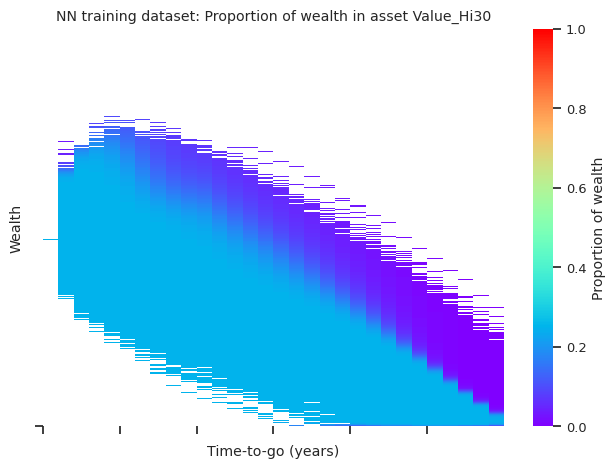 NN training dataset: Proportion of wealth in asset Value_Hi30
Wealth
Time-to-go (years)
1.0
0.8
0.6
0.4
0.2
0.0
Proportion of wealth